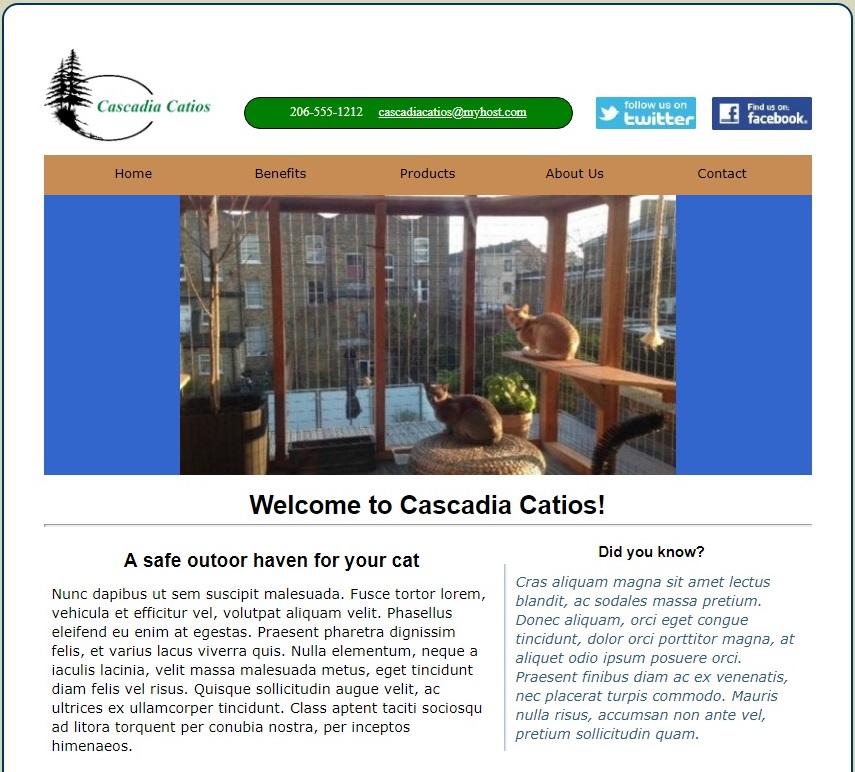 Cascadia Catios
206-555-1212 cascadiacatios@myhost.com
follow us on
twitter
Find us on:
facebook.
Home Benefits Products About Us Contact
Welcome to Cascadia Catios!
A safe outoor haven for your cat
Nunc dapibus ut sem suscipit malesuada. Fusce tortor lorem,
vehicula et efficitur vel, volutpat aliquam velit. Phasellus
eleifend eu enim at egestas. Praesent pharetra dignissim
felis, et varius lacus viverra quis. Nulla elementum, neque a
iaculis lacinia, velit massa malesuada metus, eget tincidunt
diam felis vel risus. Quisque sollicitudin augue velit, ac
ultrices ex ullamcorper tincidunt. Class aptent taciti sociosqu
ad litora torquent per conubia nostra, per inceptos
himenaeos.
Did you know?
Cras aliquam magna sit amet lectus
blandit, ac sodales massa pretium.
Donec aliquam, orci eget congue
tincidunt, dolor orci porttitor magna, at
aliquet odio ipsum posuere orci.
Praesent finibus diam ac ex venenatis,
nec placerat turpis commodo. Mauris
nulla risus, accumsan non ante vel,
pretium sollicitudin quam.